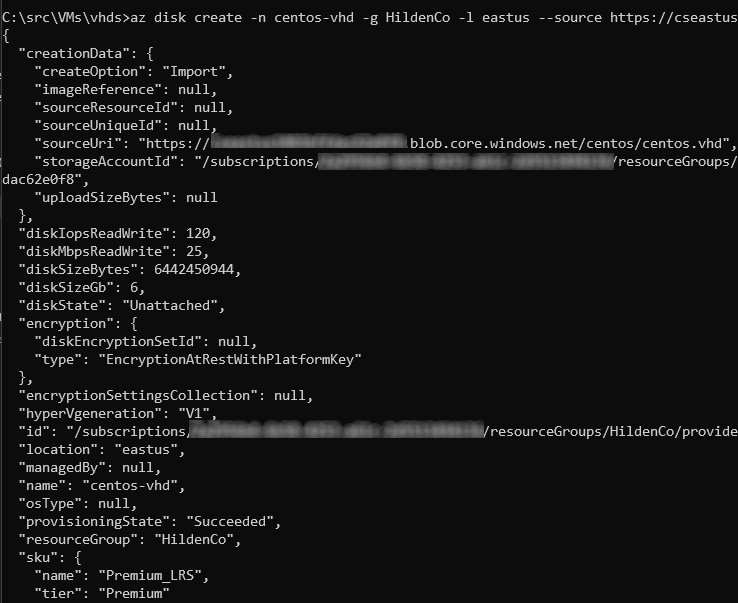 C:\src\VMs\vhds>az disk create -n centos-vhd -g HildenCo -l eastus --source https://cseastus
{
  "creationData": {
    "createOption": "Import",
    "imageReference": null,
    "sourceResourceId": null,
    "sourceUniqueId": null,
    "sourceUri": "https:// .blob.core.windows.net/centos/centos.vhd",
    "storageAccountId": "/subscriptions/ /resourceGroups/
dac62e0f8",
    "uploadSizeBytes": null
  },
  "diskIopsReadWrite": 120,
  "diskMbpsReadWrite": 25,
  "diskSizeBytes": 6442450944,
  "diskSizeGb": 6,
  "diskState": "Unattached",
  "encryption": {
    "diskEncryptionSetId": null,
    "type": "EncryptionAtRestWithPlatformKey"
  },
  "encryptionSettingsCollection": null,
  "hyperVgeneration": "V1",
  "id": "/subscriptions/ /resourceGroups/HildenCo/provide
  "location": "eastus",
  "managedBy": null,
  "name": "centos-vhd",
  "osType": null,
  "provisioningState": "Succeeded",
  "resourceGroup": "HildenCo",
  "sku": {
    "name": "Premium_LRS",
    "tier": "Premium"